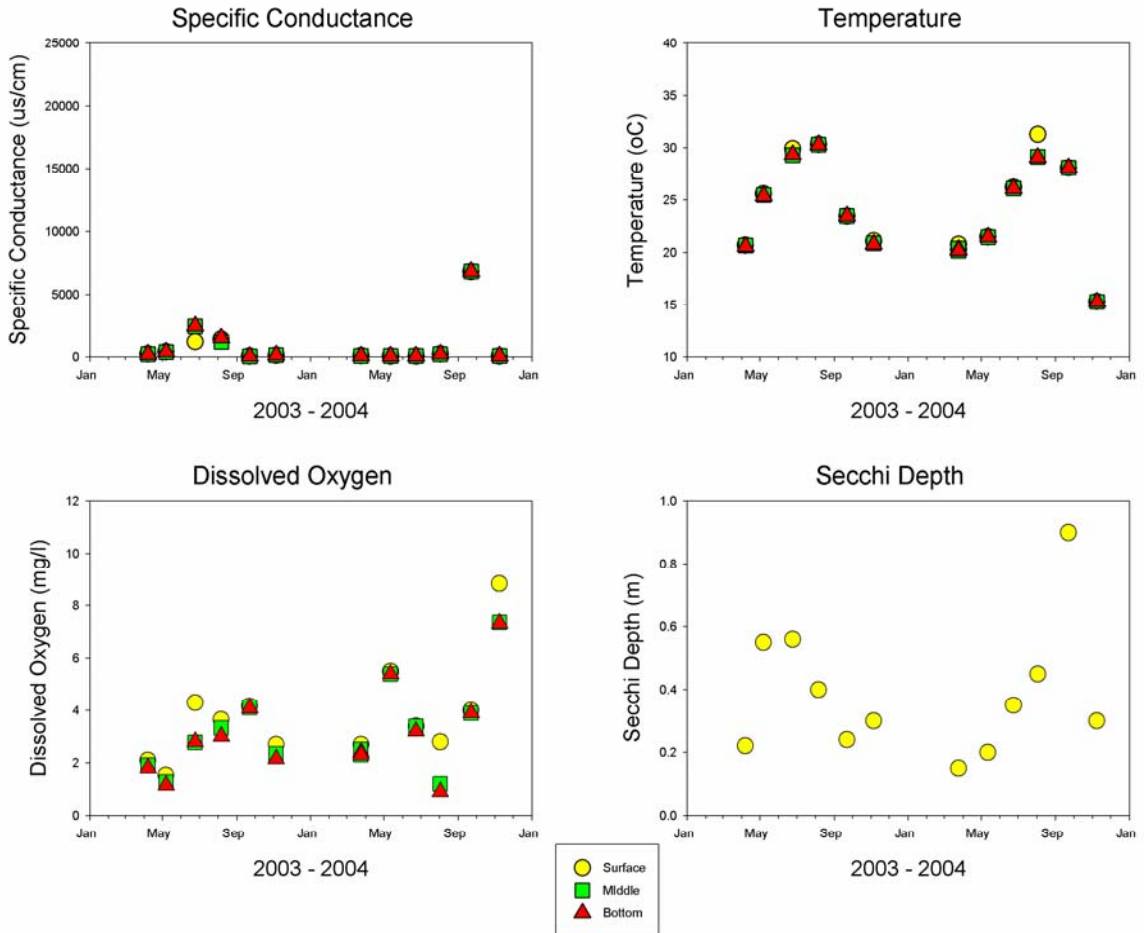 Specific Conductance
25000
20000
15000
10000
5000
0
Specific Conductance (us/cm)
Jan May Sep Jan May Sep Jan
2003 - 2004
Temperature
40
35
30
25
20
15
10
Temperature (oC)
Jan May Sep Jan May Sep Jan
2003 - 2004
Dissolved Oxygen
12
10
8
6
4
2
0
Dissolved Oxygen (mg/l)
Jan May Sep Jan May Sep Jan
2003 - 2004
Secchi Depth
1.0
0.8
0.6
0.4
0.2
0.0
Secchi Depth (m)
Jan May Sep Jan May Sep Jan
2003 - 2004
Surface
MIddle
Bottom